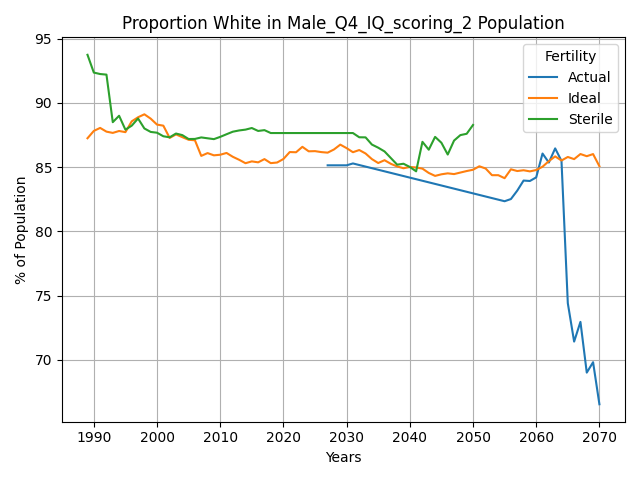 Proportion White in Male_Q4_IQ_scoring_2 Population
Fertility
Actual
Ideal
Sterile
% of Population
95
90
85
80
75
70
1990 2000 2010 2020 2030 2040 2050 2060 2070
Years